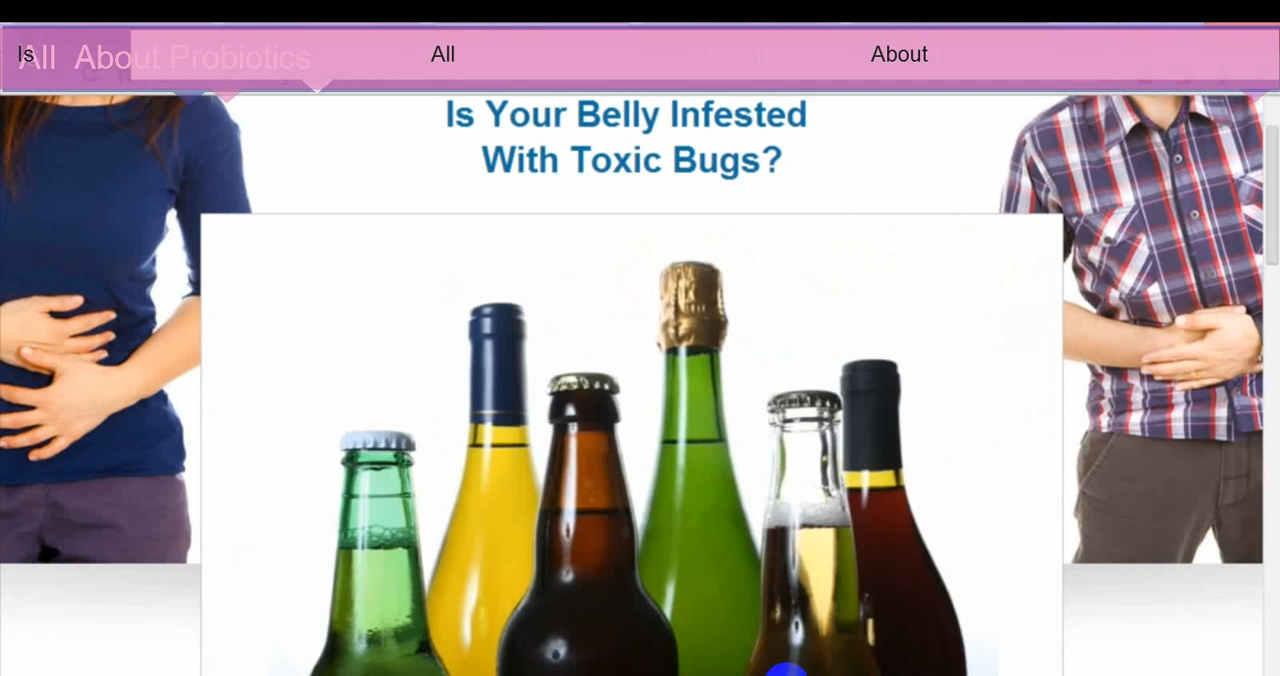 All About Probiotics
Is All About
Is Your Belly Infested
With Toxic Bugs?